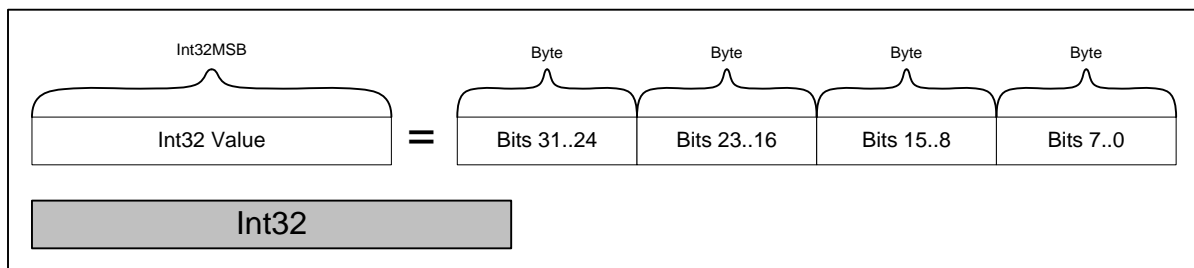 Int32MSB Byte Byte Byte Byte
Int32 Value = Bits 31..24 Bits 23..16 Bits 15..8 Bits 7..0
Int32